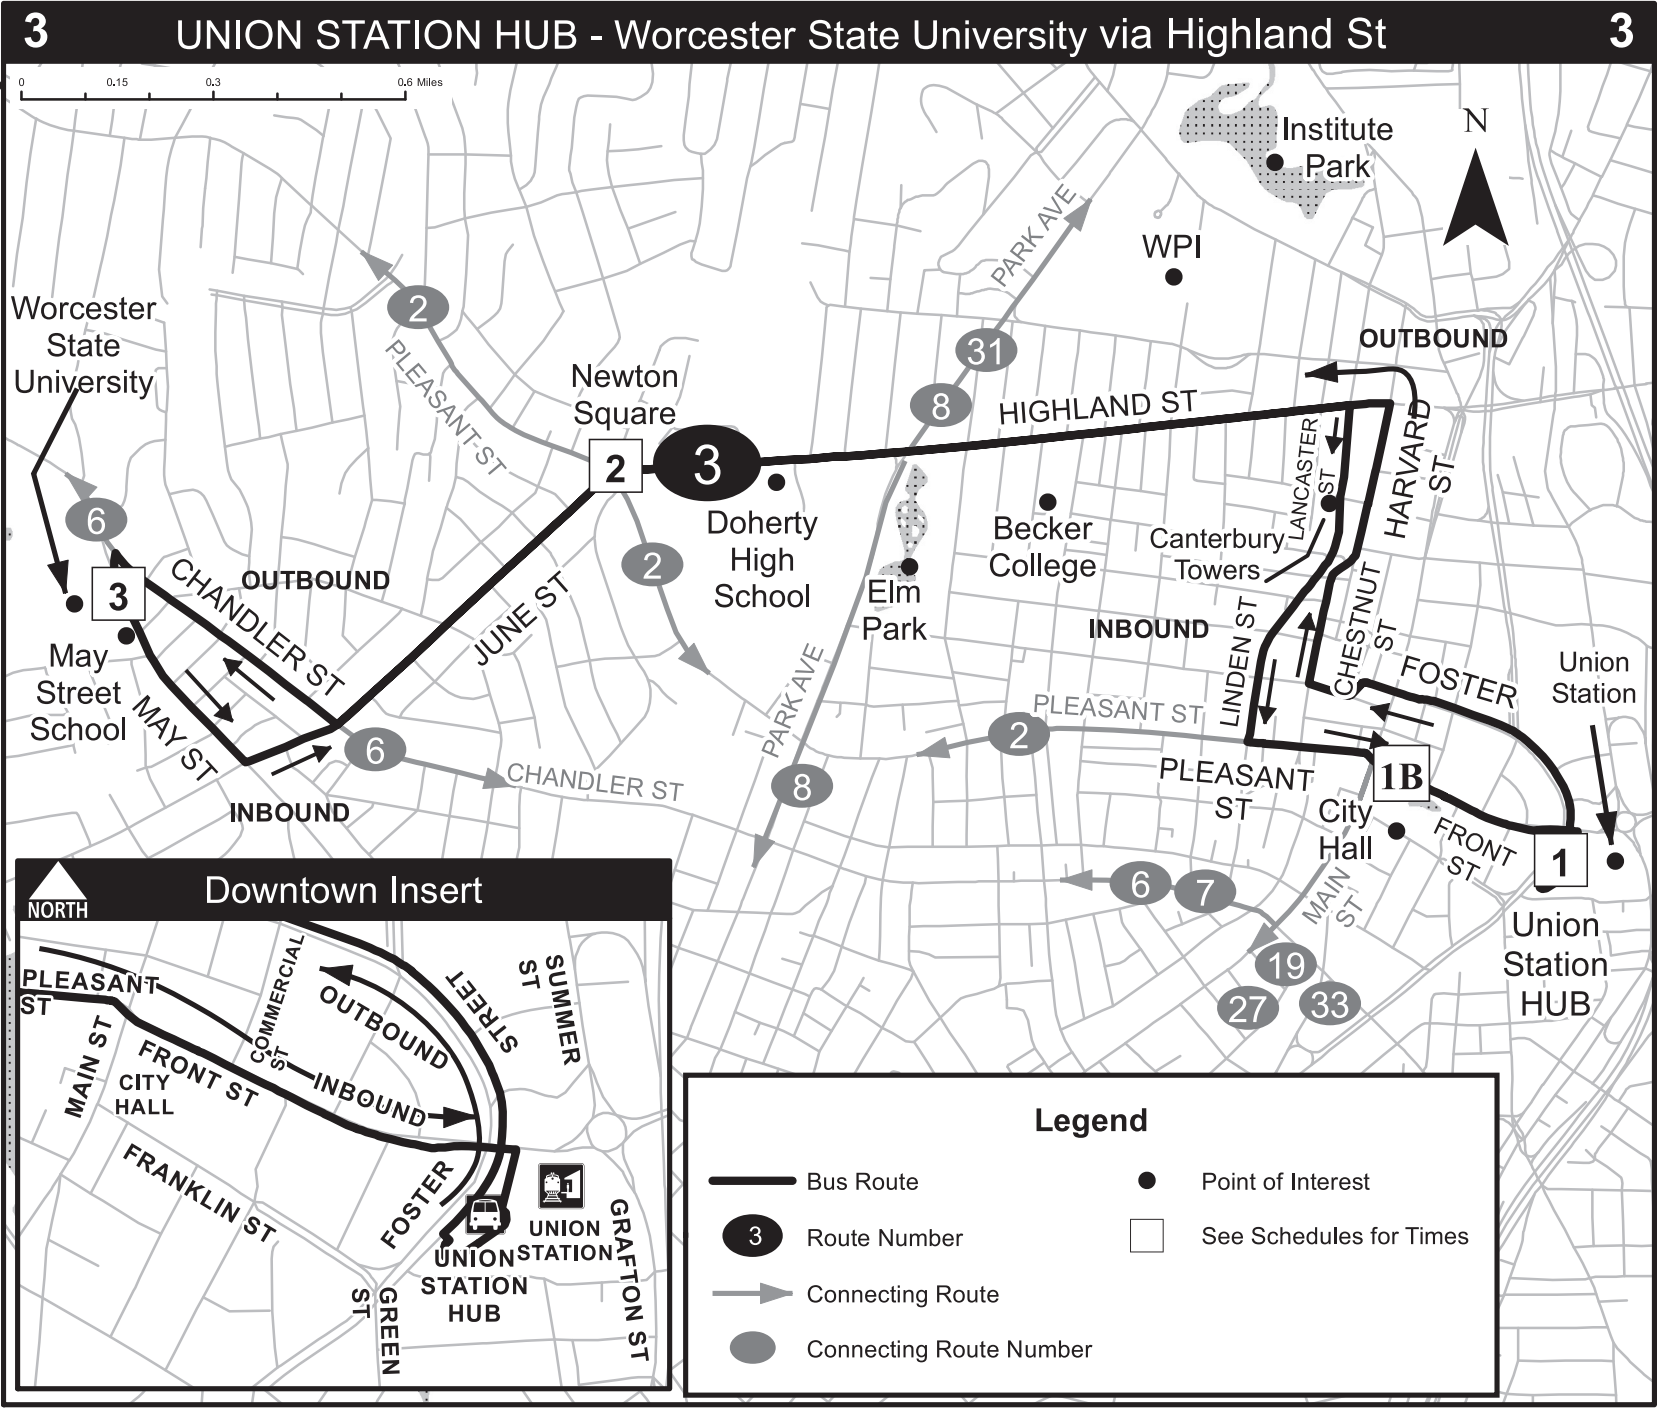 3 UNION STATION HUB - Worcester State University via Highland St 3
0 0.15 0.3 0.6 Miles
Institute
Park
N
PARK AVE
WPI
2
Worcester
State
University
31
OUTBOUND
PLEASANT ST
Newton
Square
8
HIGHLAND ST
HARVARD
ST
LANCASTER
ST
2
3
6
Doherty
High
School
Becker
College
Canterbury
Towers
3
CHANDLER ST
OUTBOUND
JUNE ST
2
Elm
Park
INBOUND
LINDEN ST
CHESTNUT
ST
FOSTER
Union
Station
May
Street
School
MAY ST
PARK AVE
PLEASANT ST
2
6
CHANDLER ST
8
PLEASANT
ST
1B
City
Hall
FRONT
ST
1
INBOUND
6
7
MAIN
ST
Union
Station
HUB
19
27
33
NORTH
Downtown Insert
PLEASANT
ST
COMMERCIAL
ST
OUTBOUND
STREET
SUMMER
ST
MAIN ST
FRONT ST
CITY
HALL
INBOUND
FRANKLIN ST
FOSTER
UNION
STATION
UNION
STATION
HUB
GRAFTON ST
GREEN
ST
Legend
Bus Route
Point of Interest
3 Route Number
See Schedules for Times
Connecting Route
Connecting Route Number